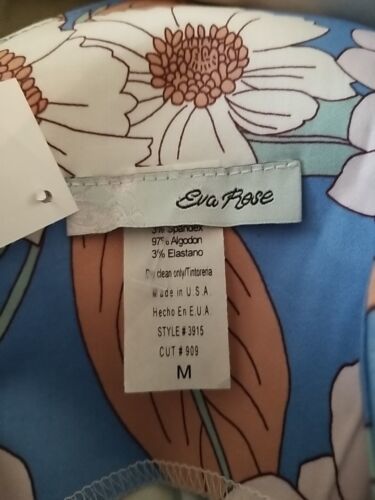 Eva Rose
3% Spandex
97% Algodon
3% Elastano
Dry clean only/Tintoreria
Made in U.S.A.
Hecho En E.U.A.
STYLE # 3915
CUT # 909
M